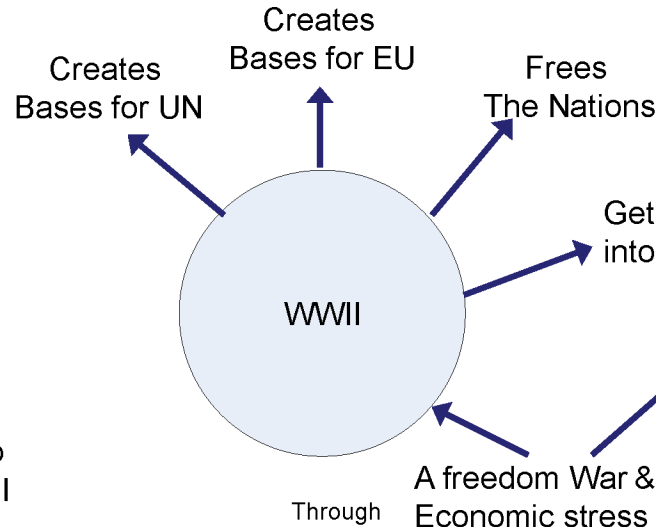 Creates
Bases for EU
Creates
Bases for UN
Frees
The Nations
Get
into
WWII
A freedom War &
Economic stress
Through